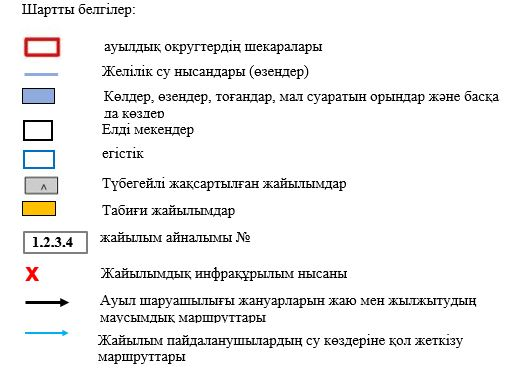 Шартты белгілер:
ауылдық округтердің шекаралары
Желілік су нысандары (өзендер)
Көлдер, өзендер, тоғандар, мал суаратын орындар және басқа
да көздер
Елді мекендер
егістік
Түбегейлі жақсартылған жайылымдар
Табиғи жайылымдар
1.2.3.4 жайылым айналымы №
X Жайылымдық инфрақұрылым нысаны
Ауыл шаруашылығы жануарларын жаю мен жылжытудың
маусымдық маршруттары
Жайылым пайдаланушылардың су көздеріне қол жеткізу
маршруттары